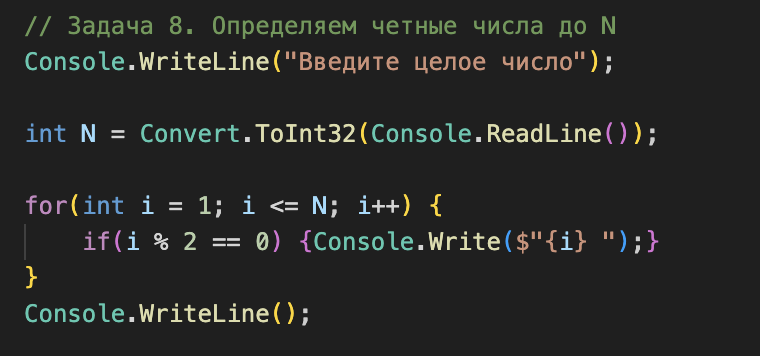 // Задача 8. Определяем четные числа до N
Console.WriteLine("Введите целое число");
int N = Convert.ToInt32(Console.ReadLine());
for(int i = 1; i <= N; i++) {
if(i % 2 == 0) {Console.Write($"{i} ");}
}
Console.WriteLine();